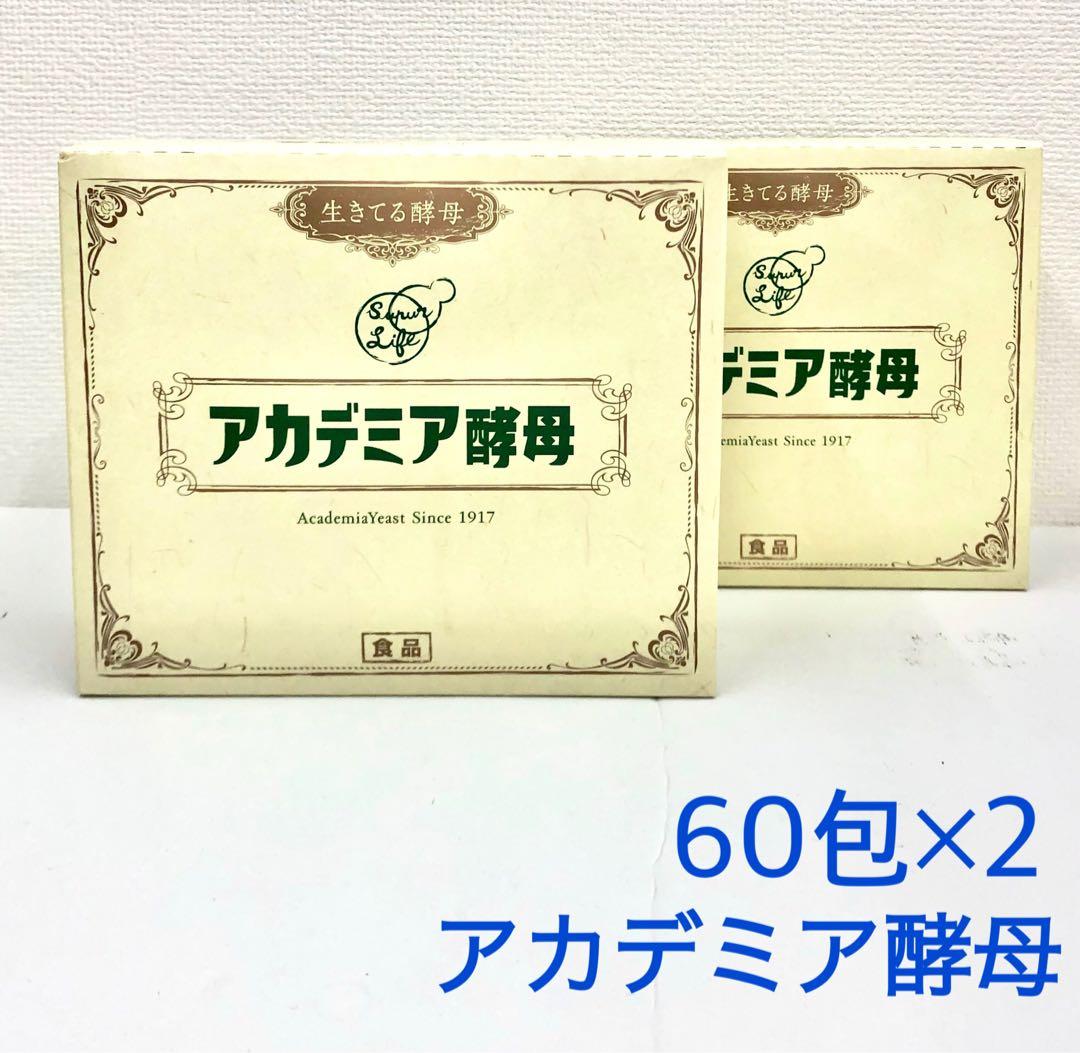 生きてる酵母
Supur
Life
アカデミア酵母
AcademiaYeast Since 1917
食品
生きてる酵母
Supur
Life
デミア酵母
emiaYeast Since 1917
食品
60包×2
アカデミア酵母